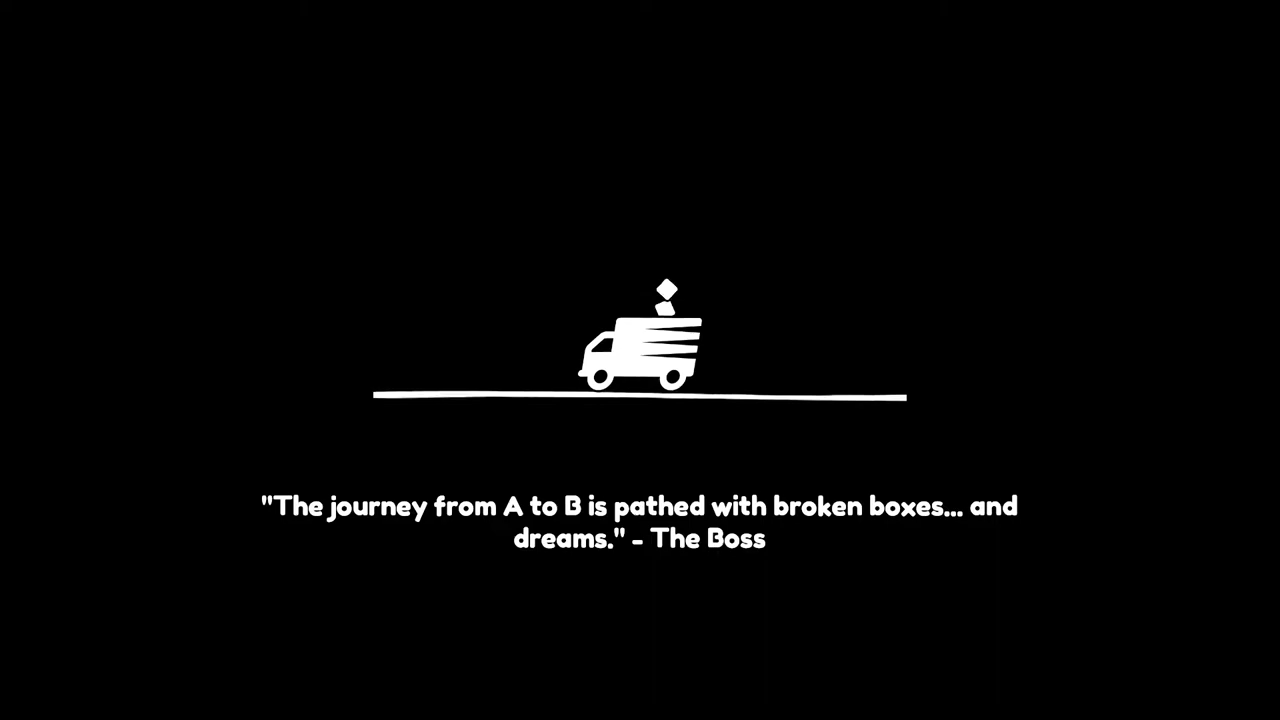 "The journey from A to B is pathed with broken boxes... and
dreams." - The Boss